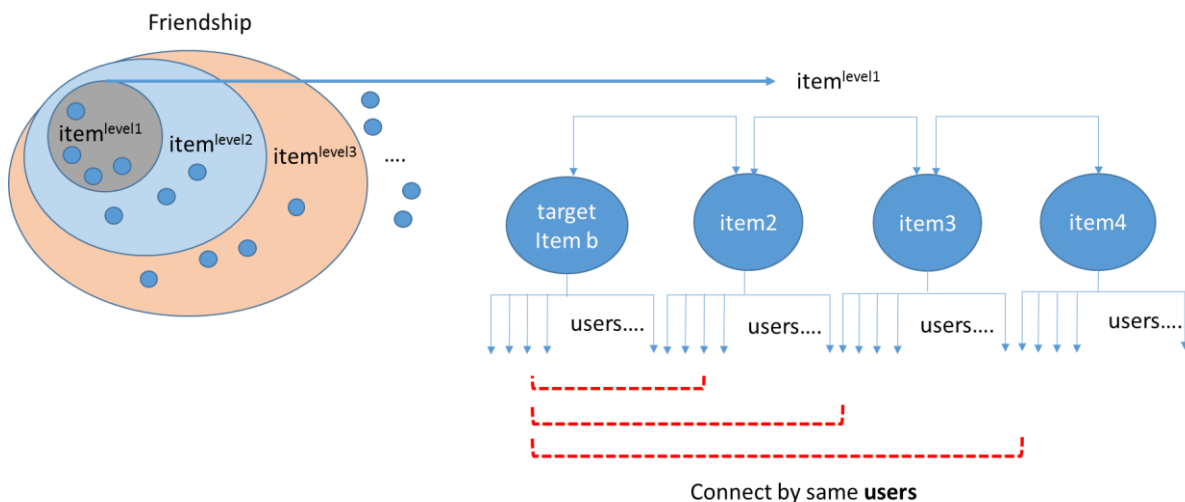 Friendship
item^level1
item^level1
item^level2
item^level3
....
target
Item b
item2
item3
item4
users....
users....
users....
users....
Connect by same users